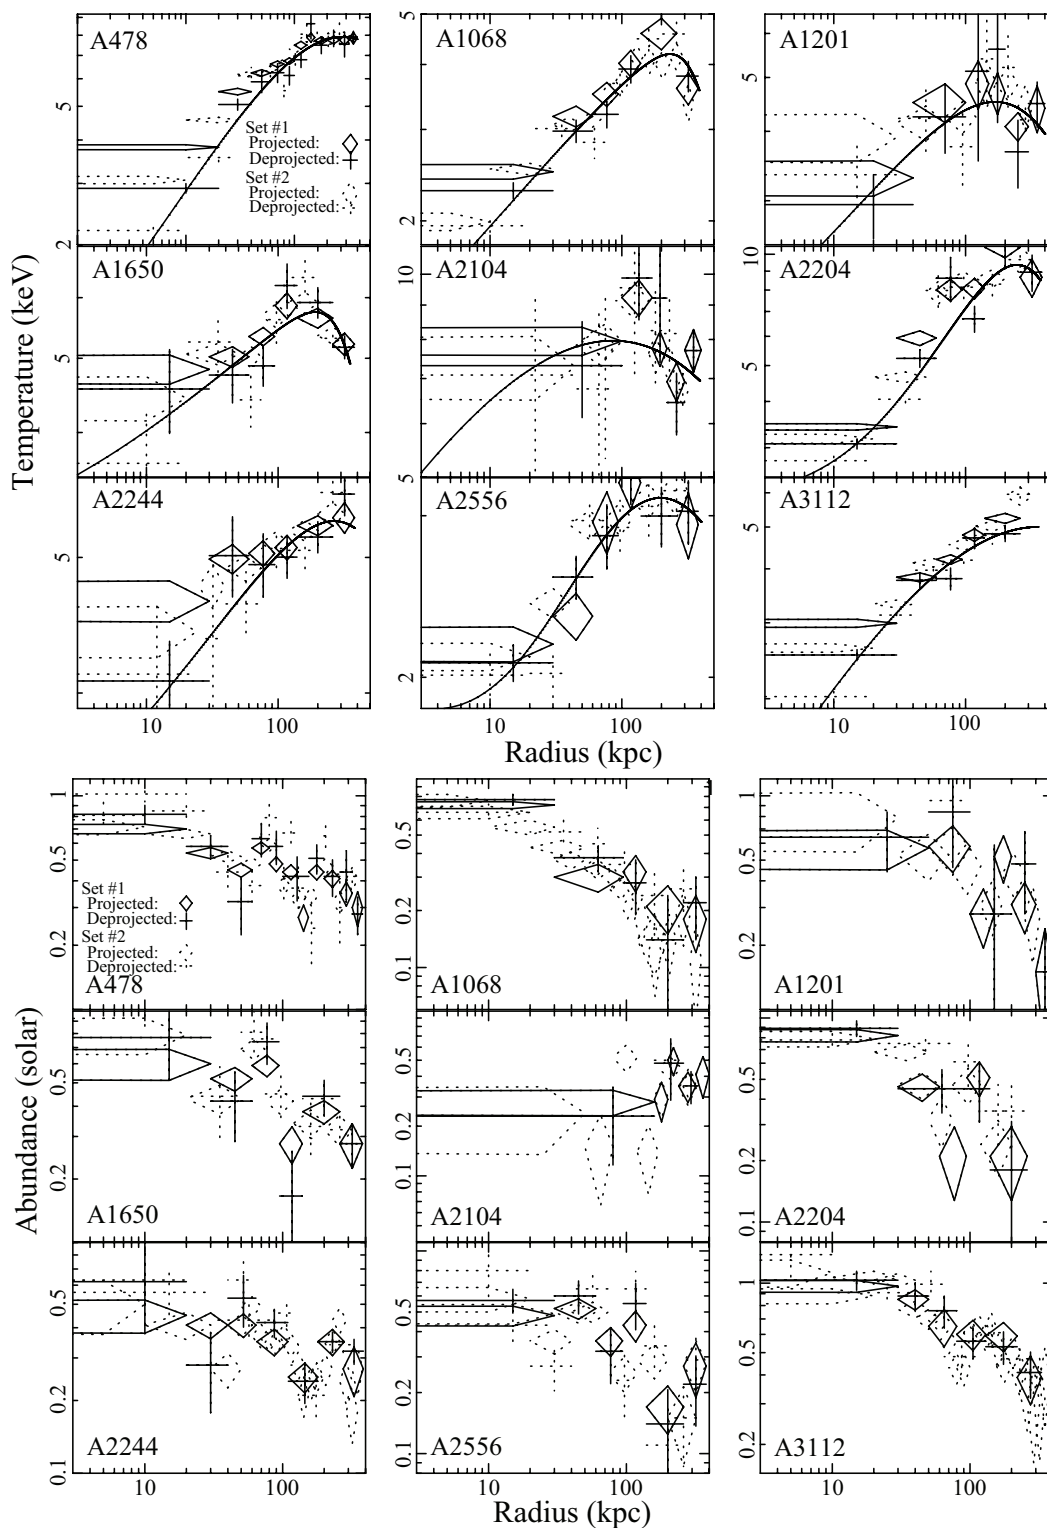 A478
A1068
A1201
5
5
5
Set #1
Projected:
Deprojected:
Set #2
Projected:
Deprojected:
2
2
Temperature (keV)
A1650
A2104
A2204
10
10
5
5
A2244
A2556
A3112
5
5
5
2
2
10 100
10 100
10 100
Radius (kpc)
A478
A1068
A1201
1
0.5
0.2
Set #1
Projected:
Deprojected:
Set #2
Projected:
Deprojected:
0.5
0.2
0.1
1
0.5
0.2
Abundance (solar)
A1650
A2104
A2204
0.5
0.2
0.5
0.2
0.1
0.5
0.2
0.1
A2244
A2556
A3112
0.5
0.2
0.1
0.5
0.2
0.1
1
0.5
0.2
10 100
10 100
10 100
Radius (kpc)